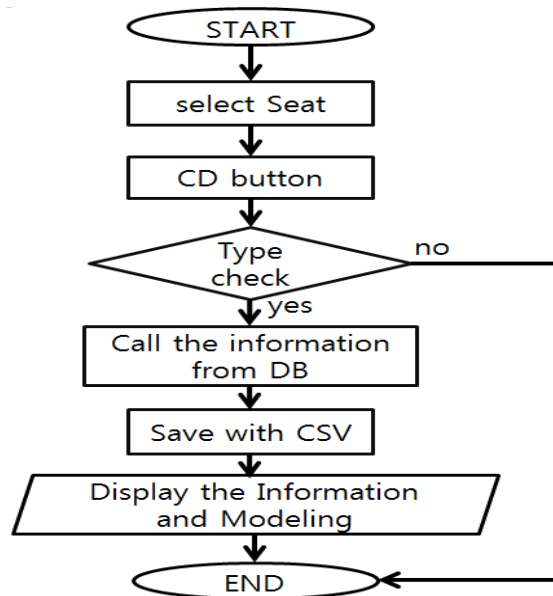 START
select Seat
CD button
Type
check
no
yes
Call the information
from DB
Save with CSV
Display the Information
and Modeling
END